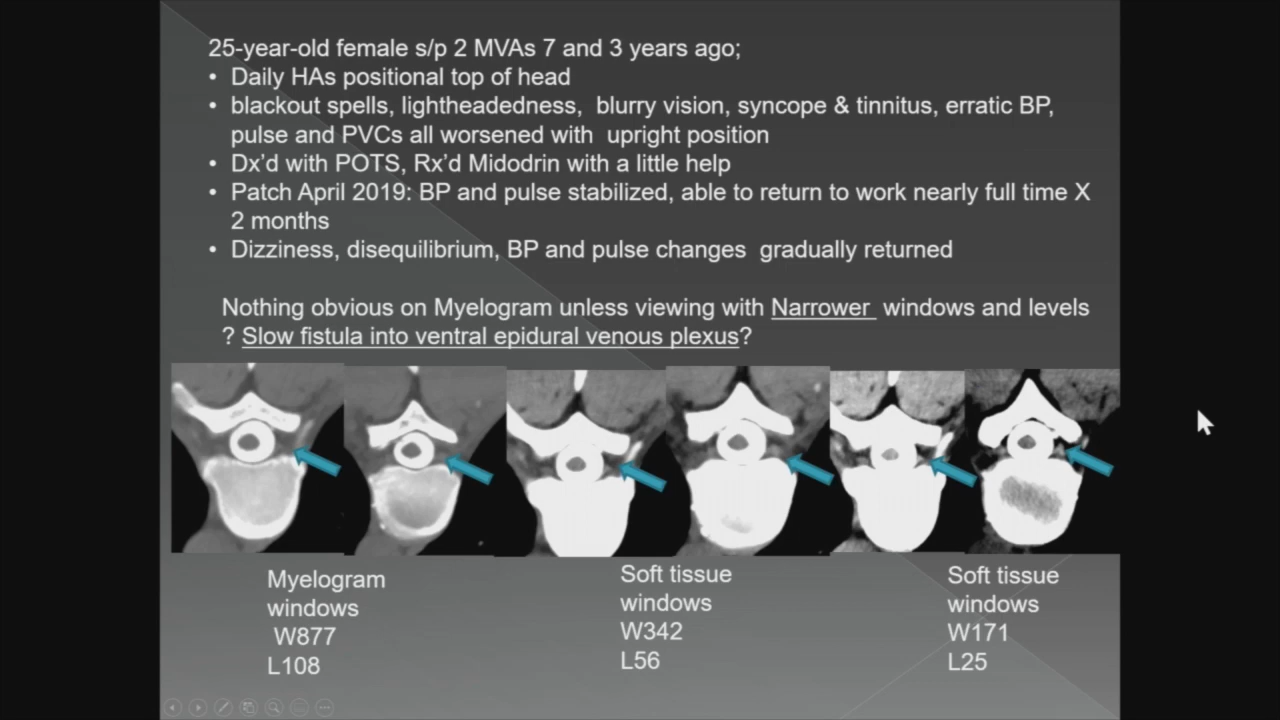 25-year-old female s/p 2 MVAs 7 and 3 years ago;
• Daily HAs positional top of head
• blackout spells, lightheadedness, blurry vision, syncope & tinnitus, erratic BP,
pulse and PVCs all worsened with upright position
• Dx’d with POTS, Rx’d Midodrin with a little help
• Patch April 2019: BP and pulse stabilized, able to return to work nearly full time X
2 months
• Dizziness, disequilibrium, BP and pulse changes gradually returned
Nothing obvious on Myelogram unless viewing with Narrower windows and levels
? Slow fistula into ventral epidural venous plexus?
Myelogram
windows
W877
L108
Soft tissue
windows
W342
L56
Soft tissue
windows
W171
L25